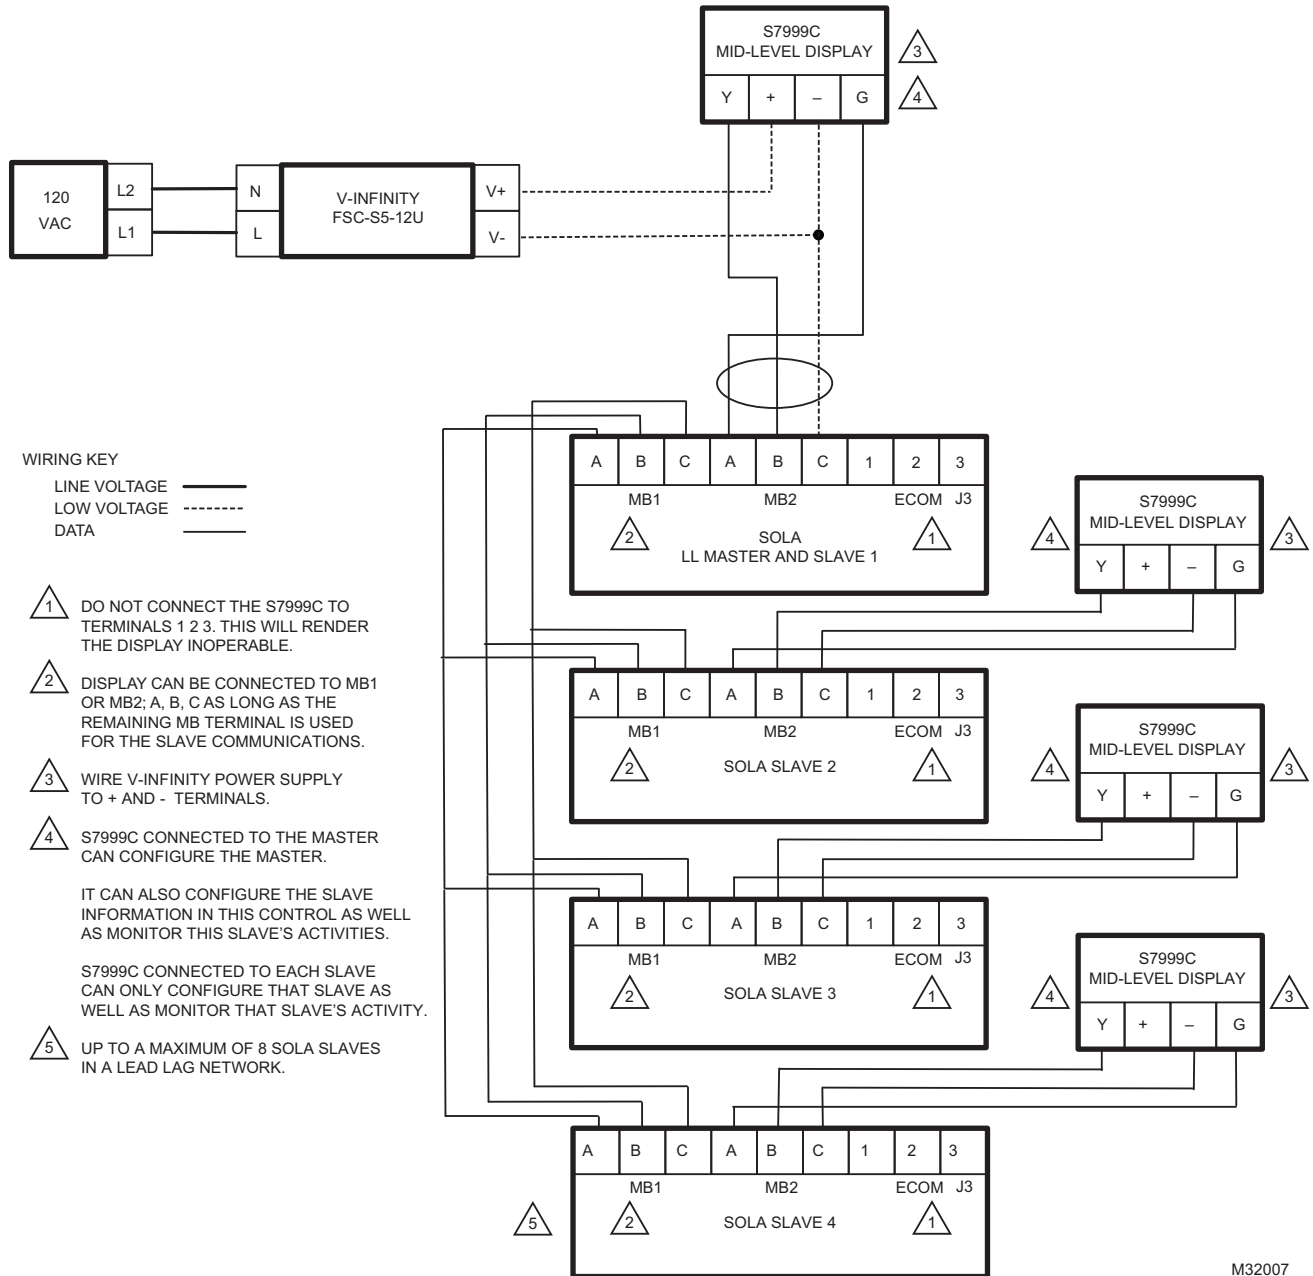 S7999C
MID-LEVEL DISPLAY
3
Y + – G
4
120
VAC
L2
L1
N
L
V-INFINITY
FSC-S5-12U
V+
V-
WIRING KEY
LINE VOLTAGE
LOW VOLTAGE
DATA
1 DO NOT CONNECT THE S7999C TO
TERMINALS 1 2 3. THIS WILL RENDER
THE DISPLAY INOPERABLE.
2 DISPLAY CAN BE CONNECTED TO MB1
OR MB2; A, B, C AS LONG AS THE
REMAINING MB TERMINAL IS USED
FOR THE SLAVE COMMUNICATIONS.
3 WIRE V-INFINITY POWER SUPPLY
TO + AND - TERMINALS.
4 S7999C CONNECTED TO THE MASTER
CAN CONFIGURE THE MASTER.
IT CAN ALSO CONFIGURE THE SLAVE
INFORMATION IN THIS CONTROL AS WELL
AS MONITOR THIS SLAVE'S ACTIVITIES.
S7999C CONNECTED TO EACH SLAVE
CAN ONLY CONFIGURE THAT SLAVE AS
WELL AS MONITOR THAT SLAVE'S ACTIVITY.
5 UP TO A MAXIMUM OF 8 SOLA SLAVES
IN A LEAD LAG NETWORK.
A B C A B C 1 2 3
MB1 MB2 ECOM J3
2 1
SOLA
LL MASTER AND SLAVE 1
S7999C
MID-LEVEL DISPLAY
4 3
Y + – G
A B C A B C 1 2 3
MB1 MB2 ECOM J3
2 SOLA SLAVE 2 1
S7999C
MID-LEVEL DISPLAY
4 3
Y + – G
A B C A B C 1 2 3
MB1 MB2 ECOM J3
2 SOLA SLAVE 3 1
S7999C
MID-LEVEL DISPLAY
4 3
Y + – G
A B C A B C 1 2 3
MB1 MB2 ECOM J3
5 2 SOLA SLAVE 4 1
M32007